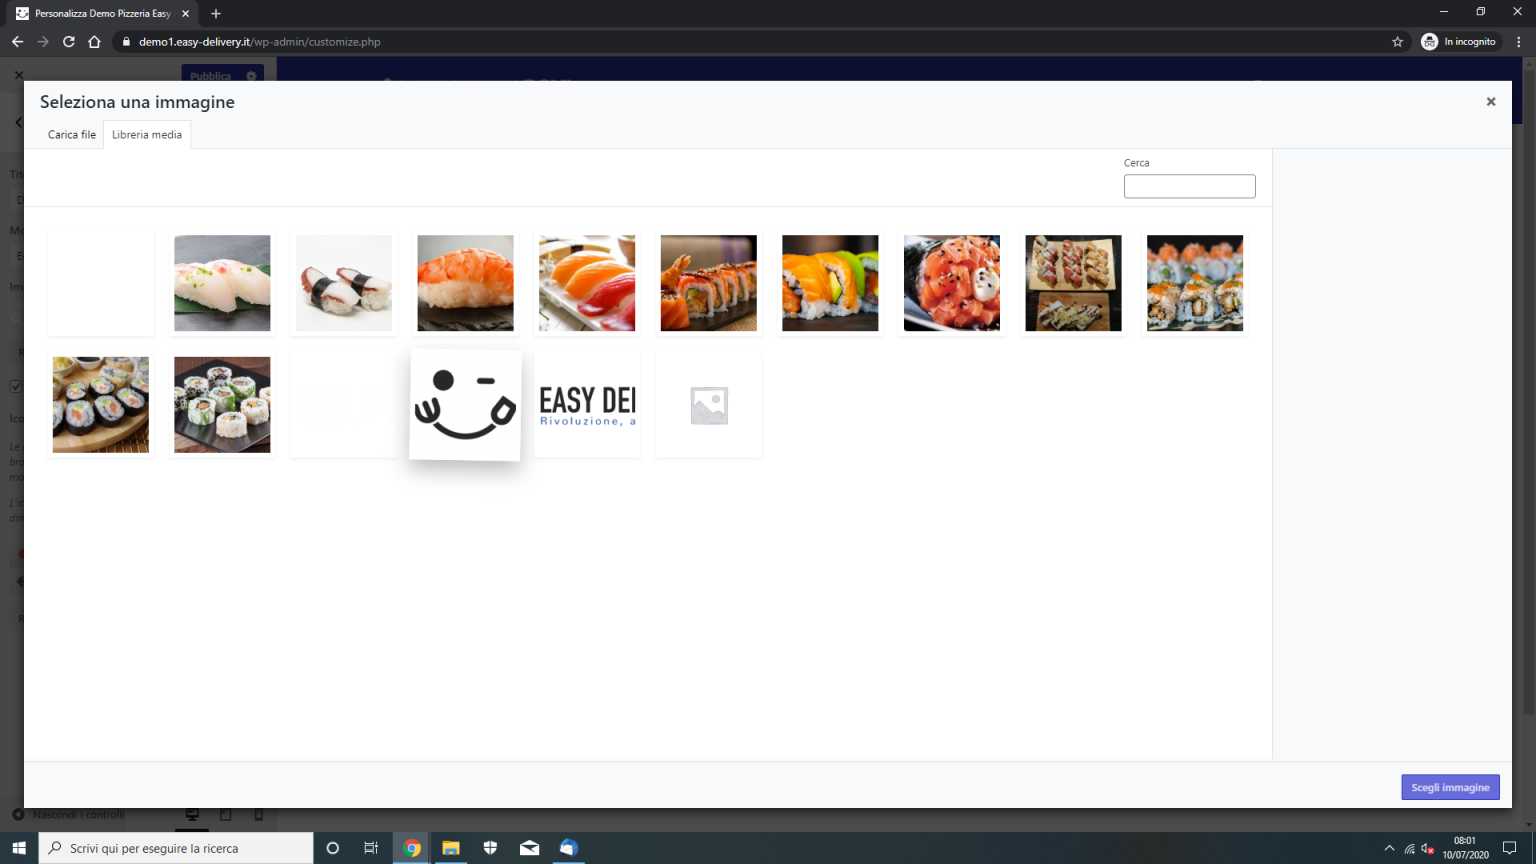 Personalizza Demo Pizzeria Easy
demo1.easy-delivery.it/wp-admin/customize.php
In incognito
Pubblica
Seleziona una immagine
Carica file
Libreria media
Cerca
EASY DEI
Rivoluzione, a
Scegli immagine
Nascondi i controlli
Scrivi qui per eseguire la ricerca
08:01
10/07/2020